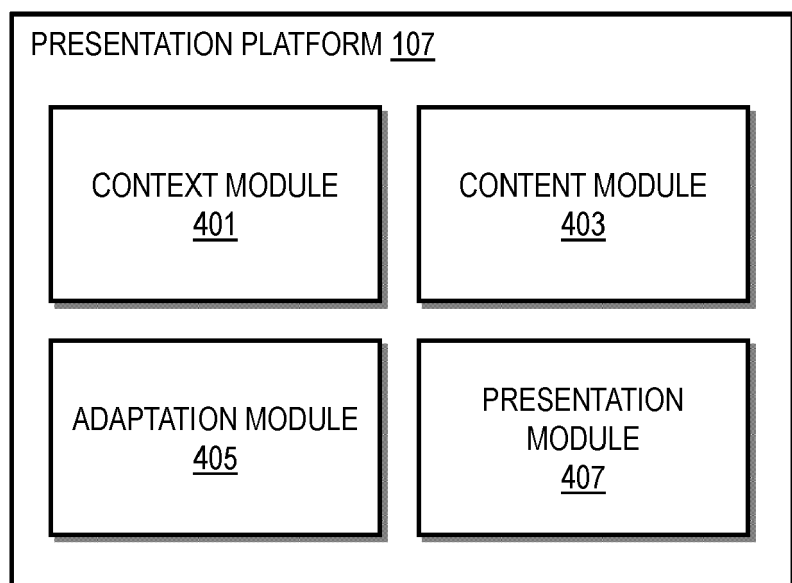 PRESENTATION PLATFORM 107
CONTEXT MODULE
401
CONTENT MODULE
403
ADAPTATION MODULE
405
PRESENTATION
MODULE
407